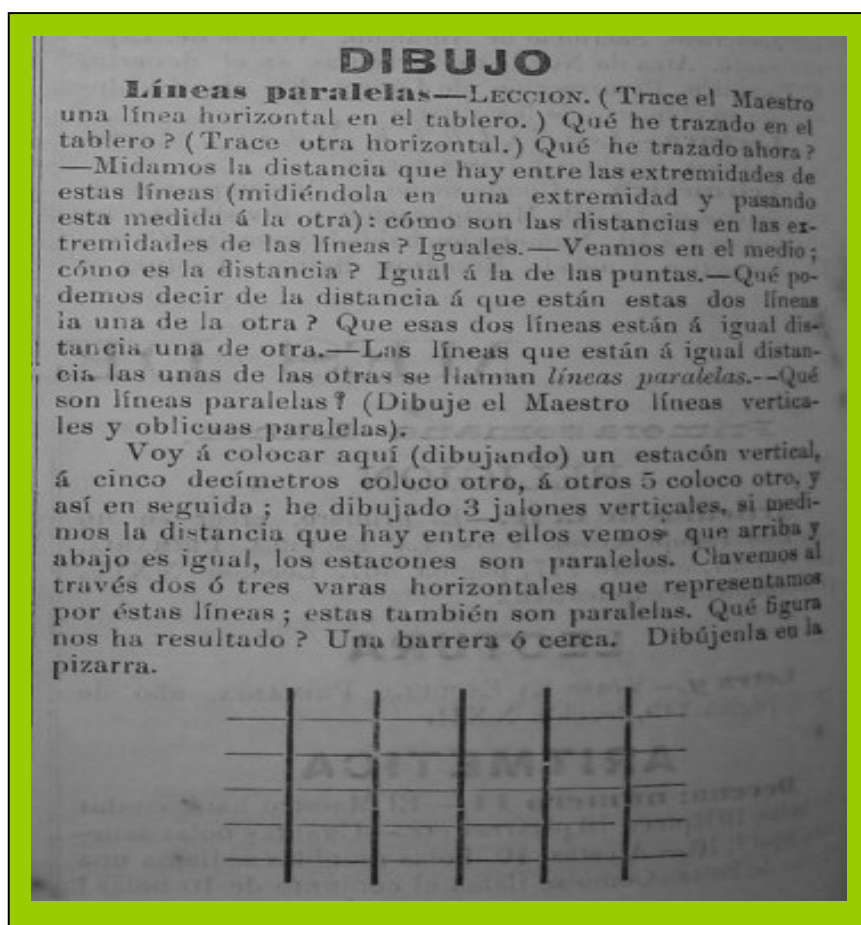 DIBUJO
Líneas paralelas—LECCION. (Trace el Maestro
una línea horizontal en el tablero.) Qué he trazado en el
tablero? (Trace otra horizontal.) Qué he trazado ahora?
—Midamos la distancia que hay entre las extremidades de
estas líneas (midiéndola en una extremidad y pasando
esta medida á la otra): cómo son las distancias en las ex-
tremidades de las líneas? Iguales.—Veamos en el medio;
cómo es la distancia? Igual á la de las puntas.—Qué po-
demos decir de la distancia á que están estas dos líneas
la una de la otra? Que esas dos líneas están á igual dis-
tancia una de otra.—Las líneas que están á igual distan-
cia las unas de las otras se llaman líneas paralelas.--Qué
son líneas paralelas? (Dibuje el Maestro líneas vertica-
les y oblicuas paralelas).
Voy á colocar aquí (dibujando) un estacón vertical,
á cinco decímetros coloco otro, á otros 5 coloco otro, y
así en seguida; he dibujado 3 jalones verticales, si medi-
mos la distancia que hay entre ellos vemos que arriba y
abajo es igual, los estacones son paralelos. Clavemos al
través dos ó tres varas horizontales que representamos
por éstas líneas; estas también son paralelas. Qué figura
nos ha resultado? Una barrera ó cerca. Dibújenla en la
pizarra.